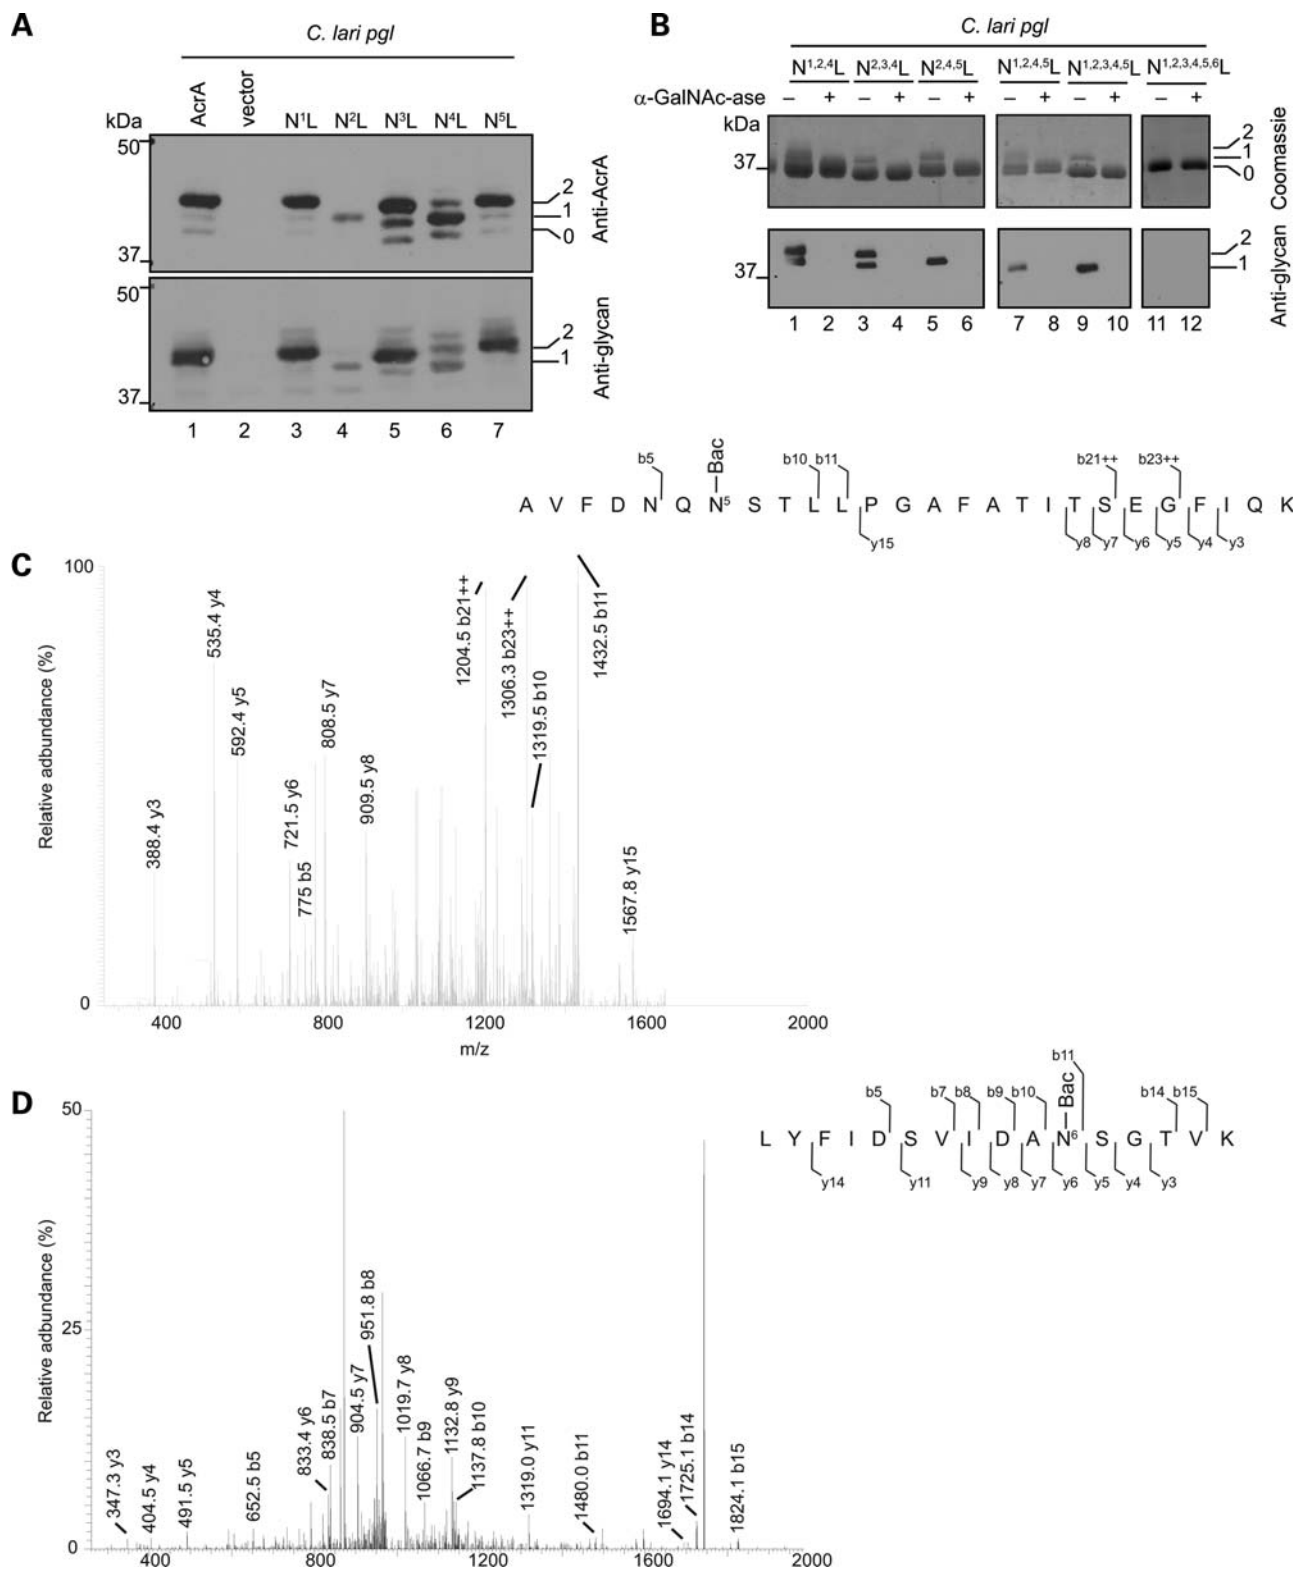 A
C. lari pgl
AcrA
vector
N¹L
N²L
N³L
N⁴L
N⁵L
kDa
50
37
2
1
0
Anti-AcrA
50
37
2
1
Anti-glycan
1 2 3 4 5 6 7
B
C. lari pgl
N¹,²,⁴L N²,³,⁴L N²,⁴,⁵L N¹,²,⁴,⁵L N¹,²,³,⁴,⁵L N¹,²,³,⁴,⁵,⁶L
α-GalNAc-ase – + – + – + – + – + – +
kDa
37
2
1
0
Coomassie
37
2
1
Anti-glycan
1 2 3 4 5 6 7 8 9 10 11 12
b5 Bac b10 b11 b21++ b23++
A V F D N Q N⁵ S T L L P G A F A T I T S E G F I Q K
y15 y8 y7 y6 y5 y4 y3
C
Relative adbundance (%)
100
0
388.4 y3
535.4 y4
592.4 y5
721.5 y6
775 b5
808.5 y7
909.5 y8
1204.5 b21++
1306.3 b23++
1319.5 b10
1432.5 b11
1567.8 y15
400 800 1200 1600 2000
m/z
b5 b7 b8 b9 b10 Bac b11 b14 b15
L Y F I D S V I D A N⁶ S G T V K
y14 y11 y9 y8 y7 y6 y5 y4 y3
D
Relative adbundance (%)
50
25
0
347.3 y3
404.5 y4
491.5 y5
652.5 b5
833.4 y6
838.5 b7
904.5 y7
951.8 b8
1019.7 y8
1066.7 b9
1132.8 y9
1137.8 b10
1319.0 y11
1480.0 b11
1694.1 y14
1725.1 b14
1824.1 b15
400 800 1200 1600 2000